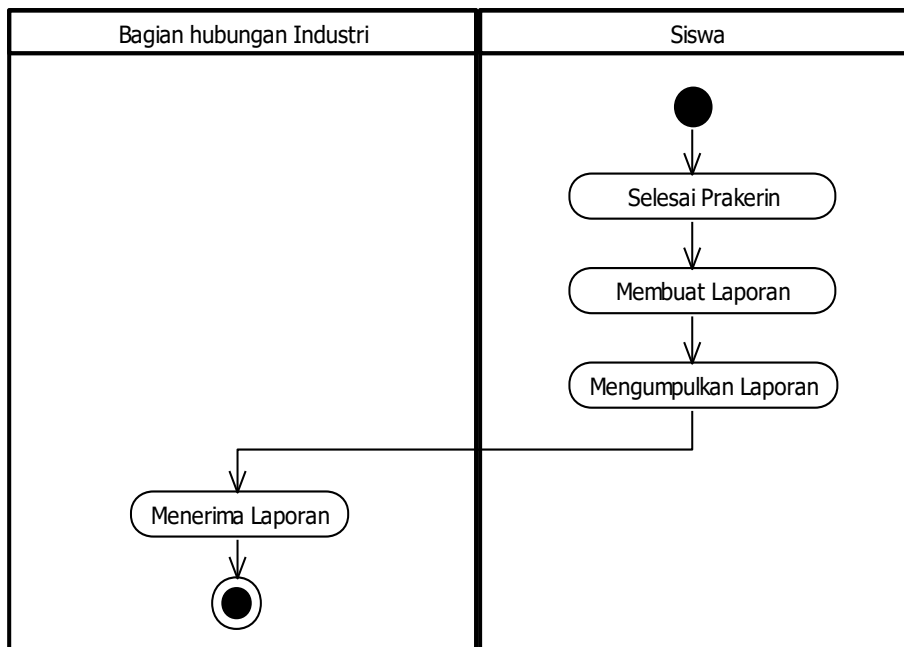 Bagian hubungan Industri
Siswa
Selesai Prakerin
Membuat Laporan
Mengumpulkan Laporan
Menerima Laporan